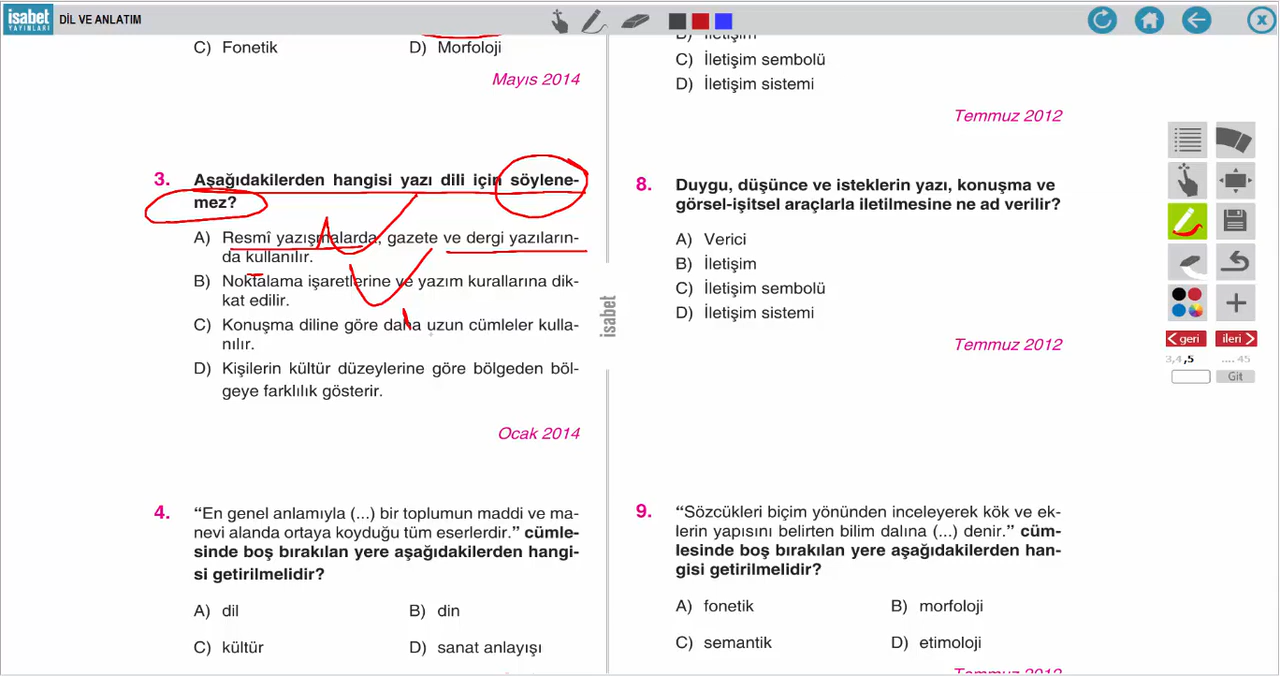 isabet
YAYINLARI
DİL VE ANLATIM
C) Fonetik D) Morfoloji
Mayıs 2014
3. Aşağıdakilerden hangisi yazı dili için söylene-
mez?
A) Resmî yazışmalarda, gazete ve dergi yazıların-
da kullanılır.
B) Noktalama işaretlerine ve yazım kurallarına dik-
kat edilir.
C) Konuşma diline göre daha uzun cümleler kulla-
nılır.
D) Kişilerin kültür düzeylerine göre bölgeden böl-
geye farklılık gösterir.
Ocak 2014
4. “En genel anlamıyla (...) bir toplumun maddi ve ma-
nevi alanda ortaya koyduğu tüm eserlerdir.” cümle-
sinde boş bırakılan yere aşağıdakilerden hangi-
si getirilmelidir?
A) dil B) din
C) kültür D) sanat anlayışı
isabet
B) İletişim
C) İletişim sembolü
D) İletişim sistemi
Temmuz 2012
8. Duygu, düşünce ve isteklerin yazı, konuşma ve
görsel-işitsel araçlarla iletilmesine ne ad verilir?
A) Verici
B) İletişim
C) İletişim sembolü
D) İletişim sistemi
Temmuz 2012
9. “Sözcükleri biçim yönünden inceleyerek kök ve ek-
lerin yapısını belirten bilim dalına (...) denir.” cüm-
lesinde boş bırakılan yere aşağıdakilerden han-
gisi getirilmelidir?
A) fonetik B) morfoloji
C) semantik D) etimoloji
Temmuz 2012
geri ileri
3,4,5 .... 45
Git